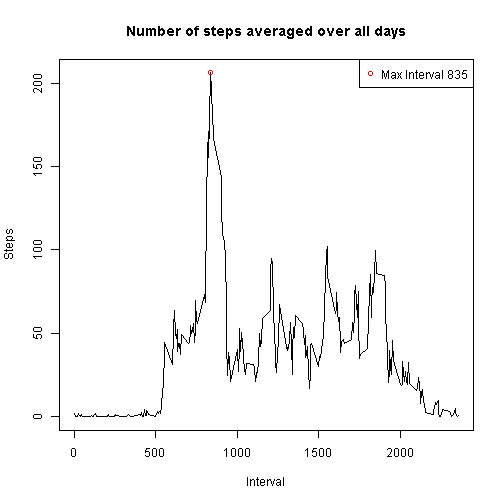 Number of steps averaged over all days
Max Interval 835
Steps
200
150
100
50
0
0 500 1000 1500 2000
Interval